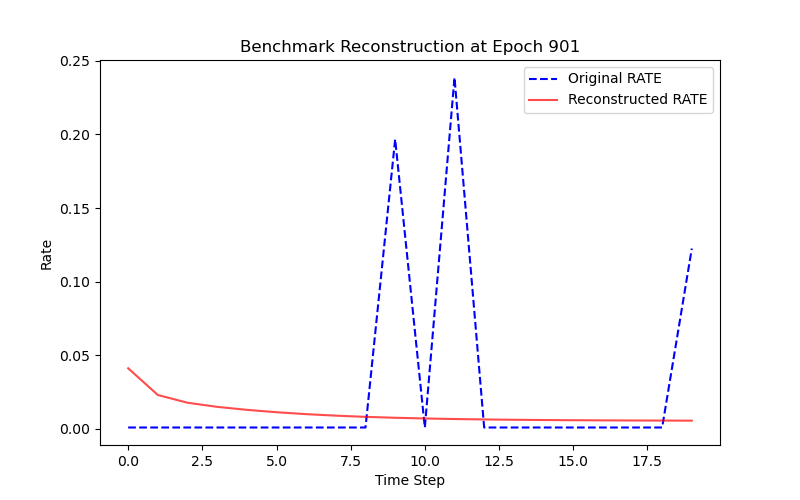 Benchmark Reconstruction at Epoch 901
Original RATE
Reconstructed RATE
0.25
0.20
0.15
0.10
0.05
0.00
Rate
0.0 2.5 5.0 7.5 10.0 12.5 15.0 17.5
Time Step